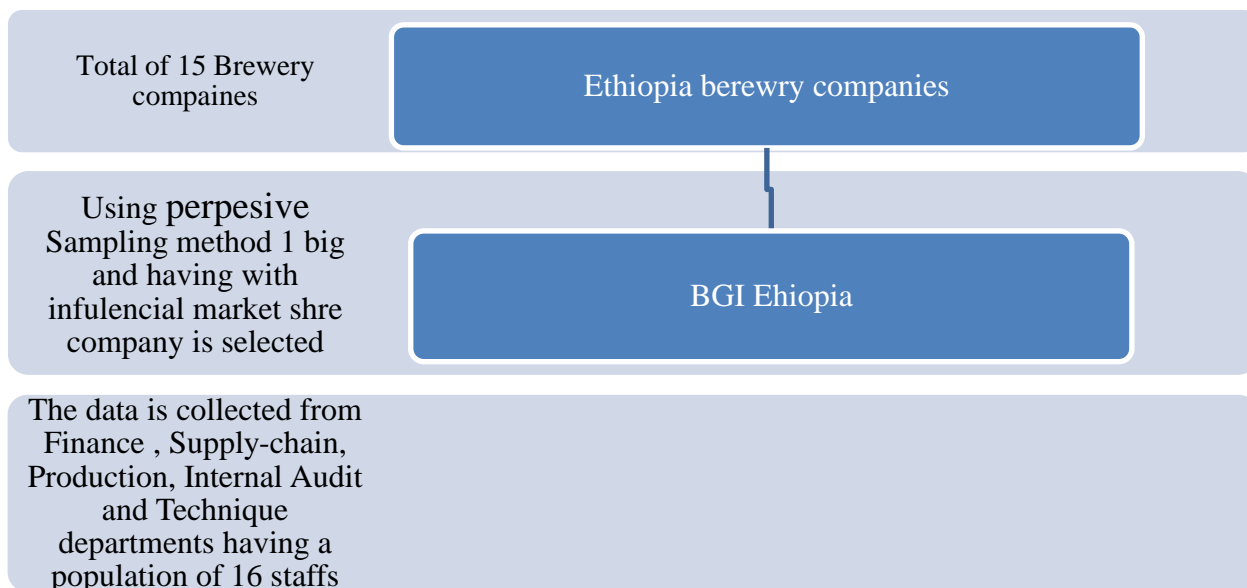 Total of 15 Brewery
compaines
Ethiopia berewry companies
Using perpesive
Sampling method 1 big
and having with
infulencial market shre
company is selected
BGI Ehiopia
The data is collected from
Finance , Supply-chain,
Production, Internal Audit
and Technique
departments having a
population of 16 staffs